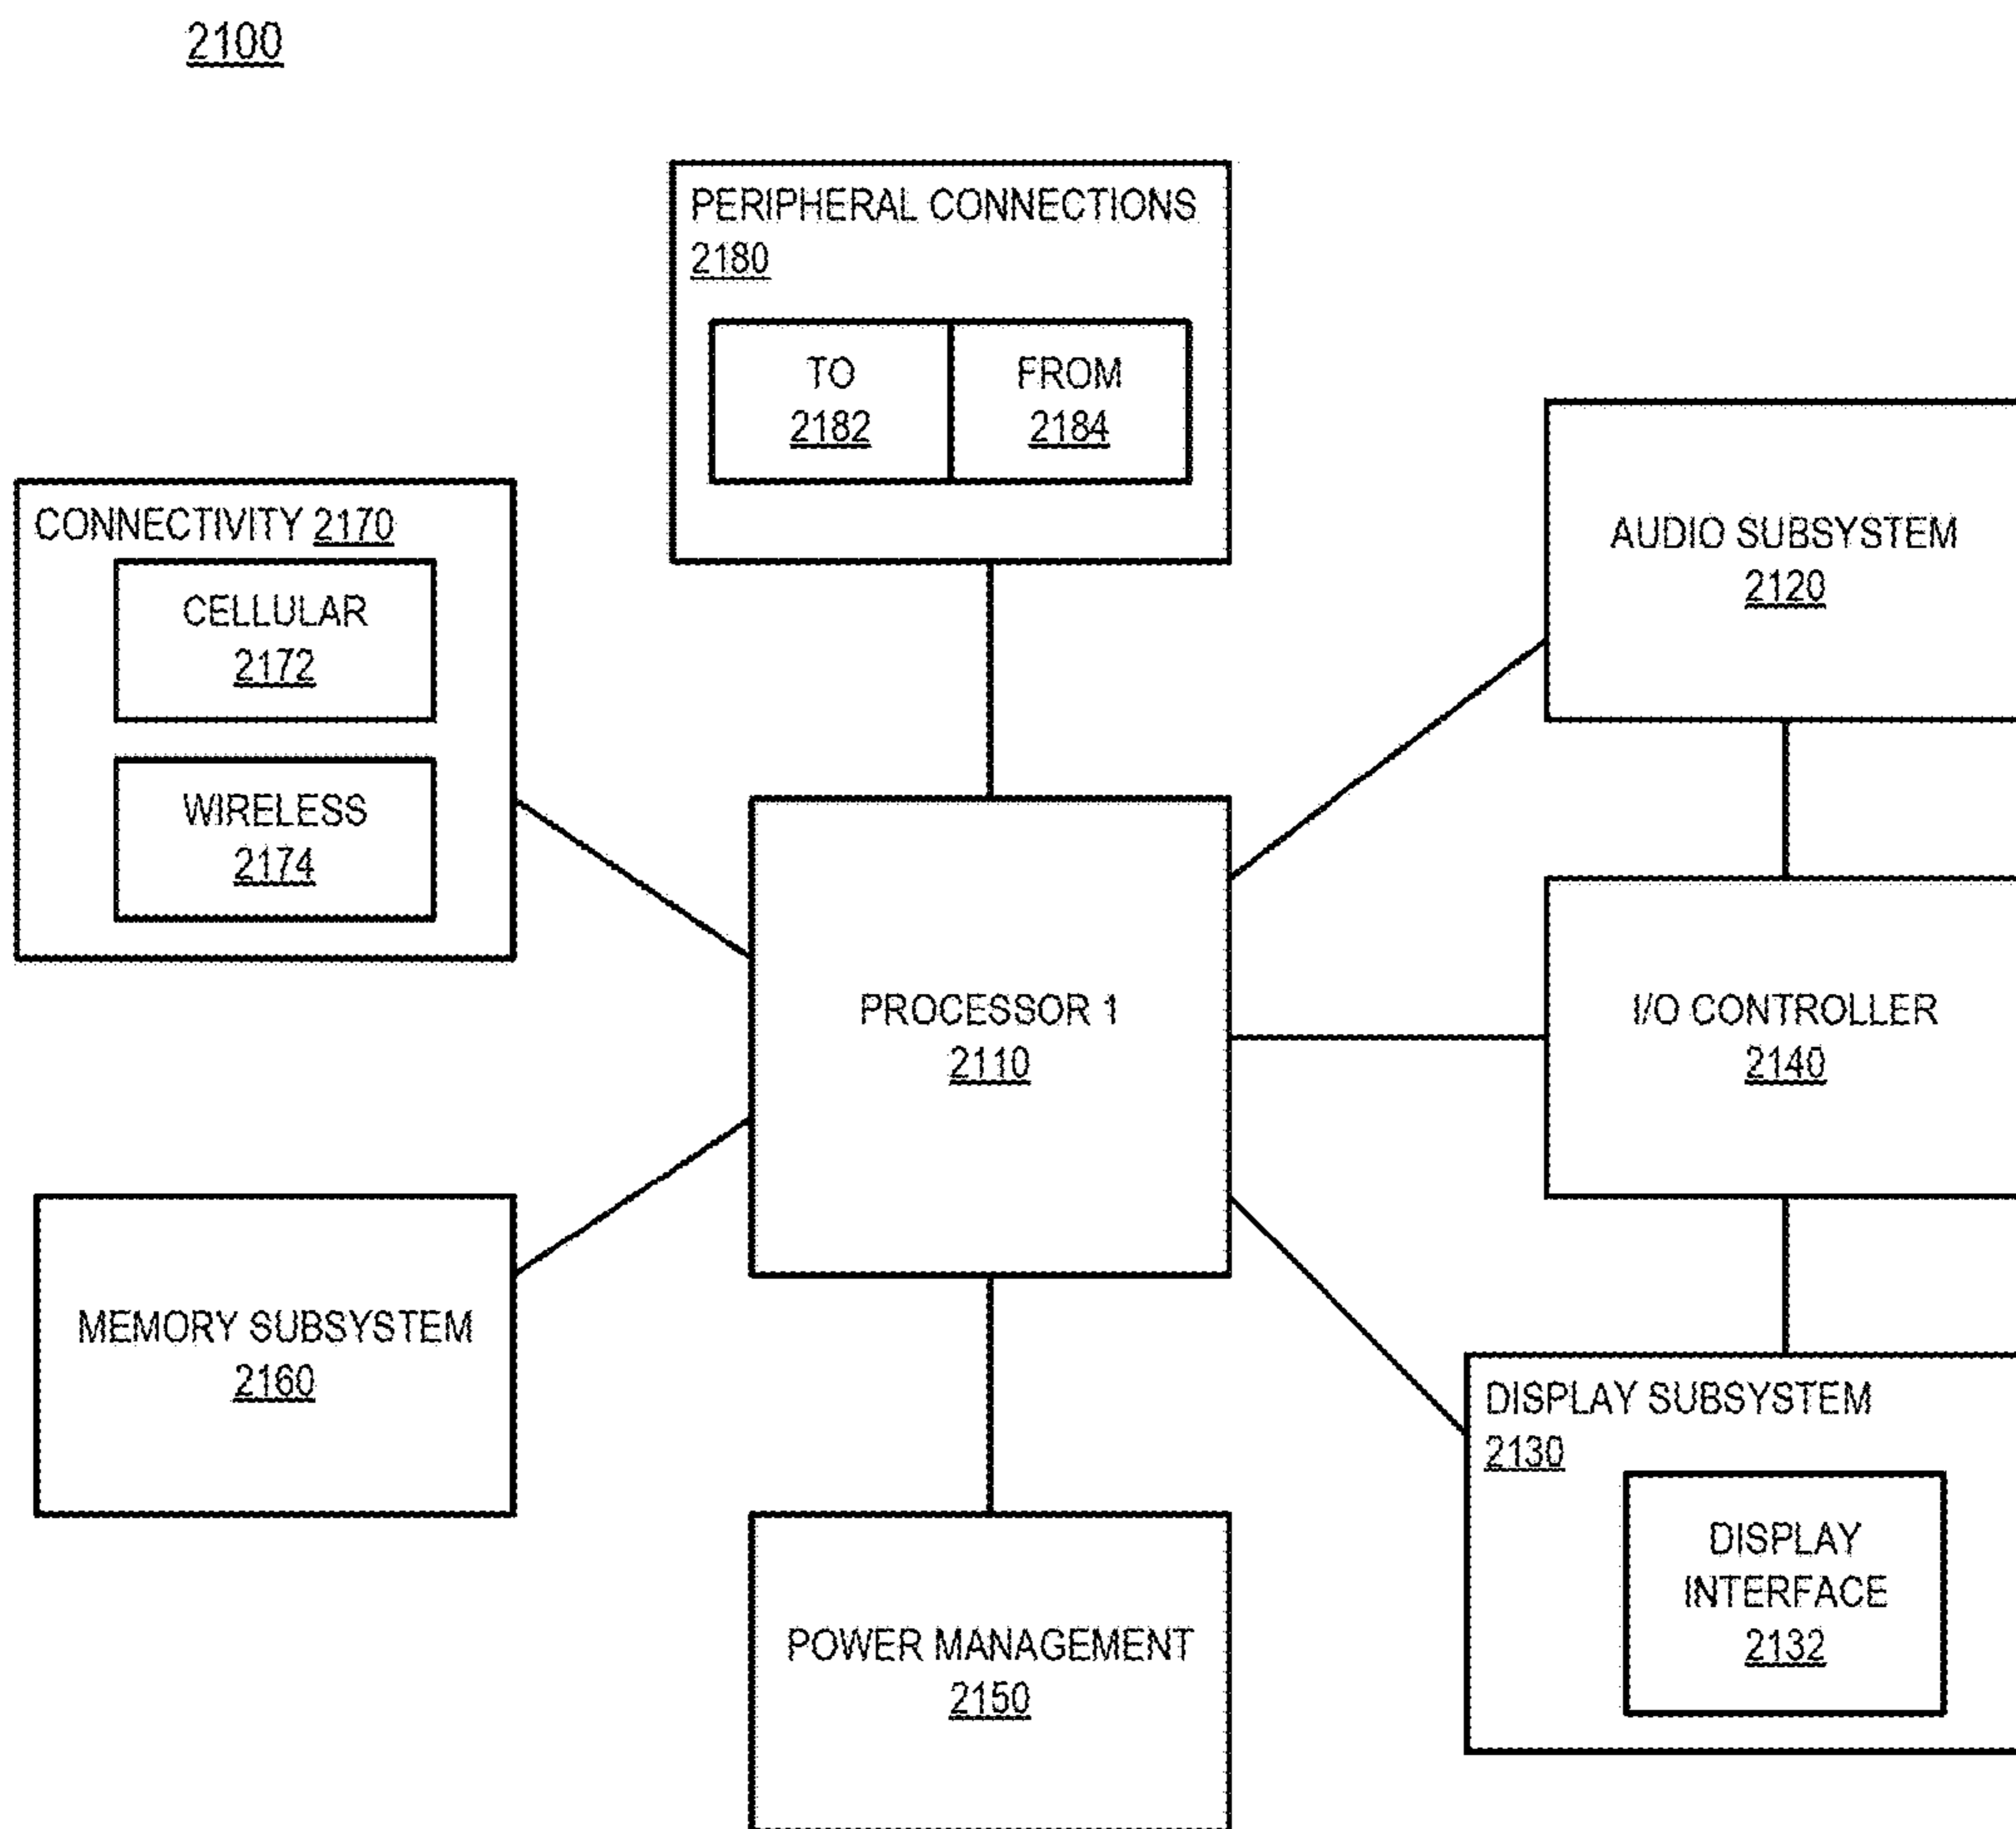 2100
PERIPHERAL CONNECTIONS
2180
TO
2182
FROM
2184
CONNECTIVITY 2170
CELLULAR
2172
WIRELESS
2174
AUDIO SUBSYSTEM
2120
PROCESSOR 1
2110
I/O CONTROLLER
2140
MEMORY SUBSYSTEM
2160
DISPLAY SUBSYSTEM
2130
DISPLAY
INTERFACE
2132
POWER MANAGEMENT
2150